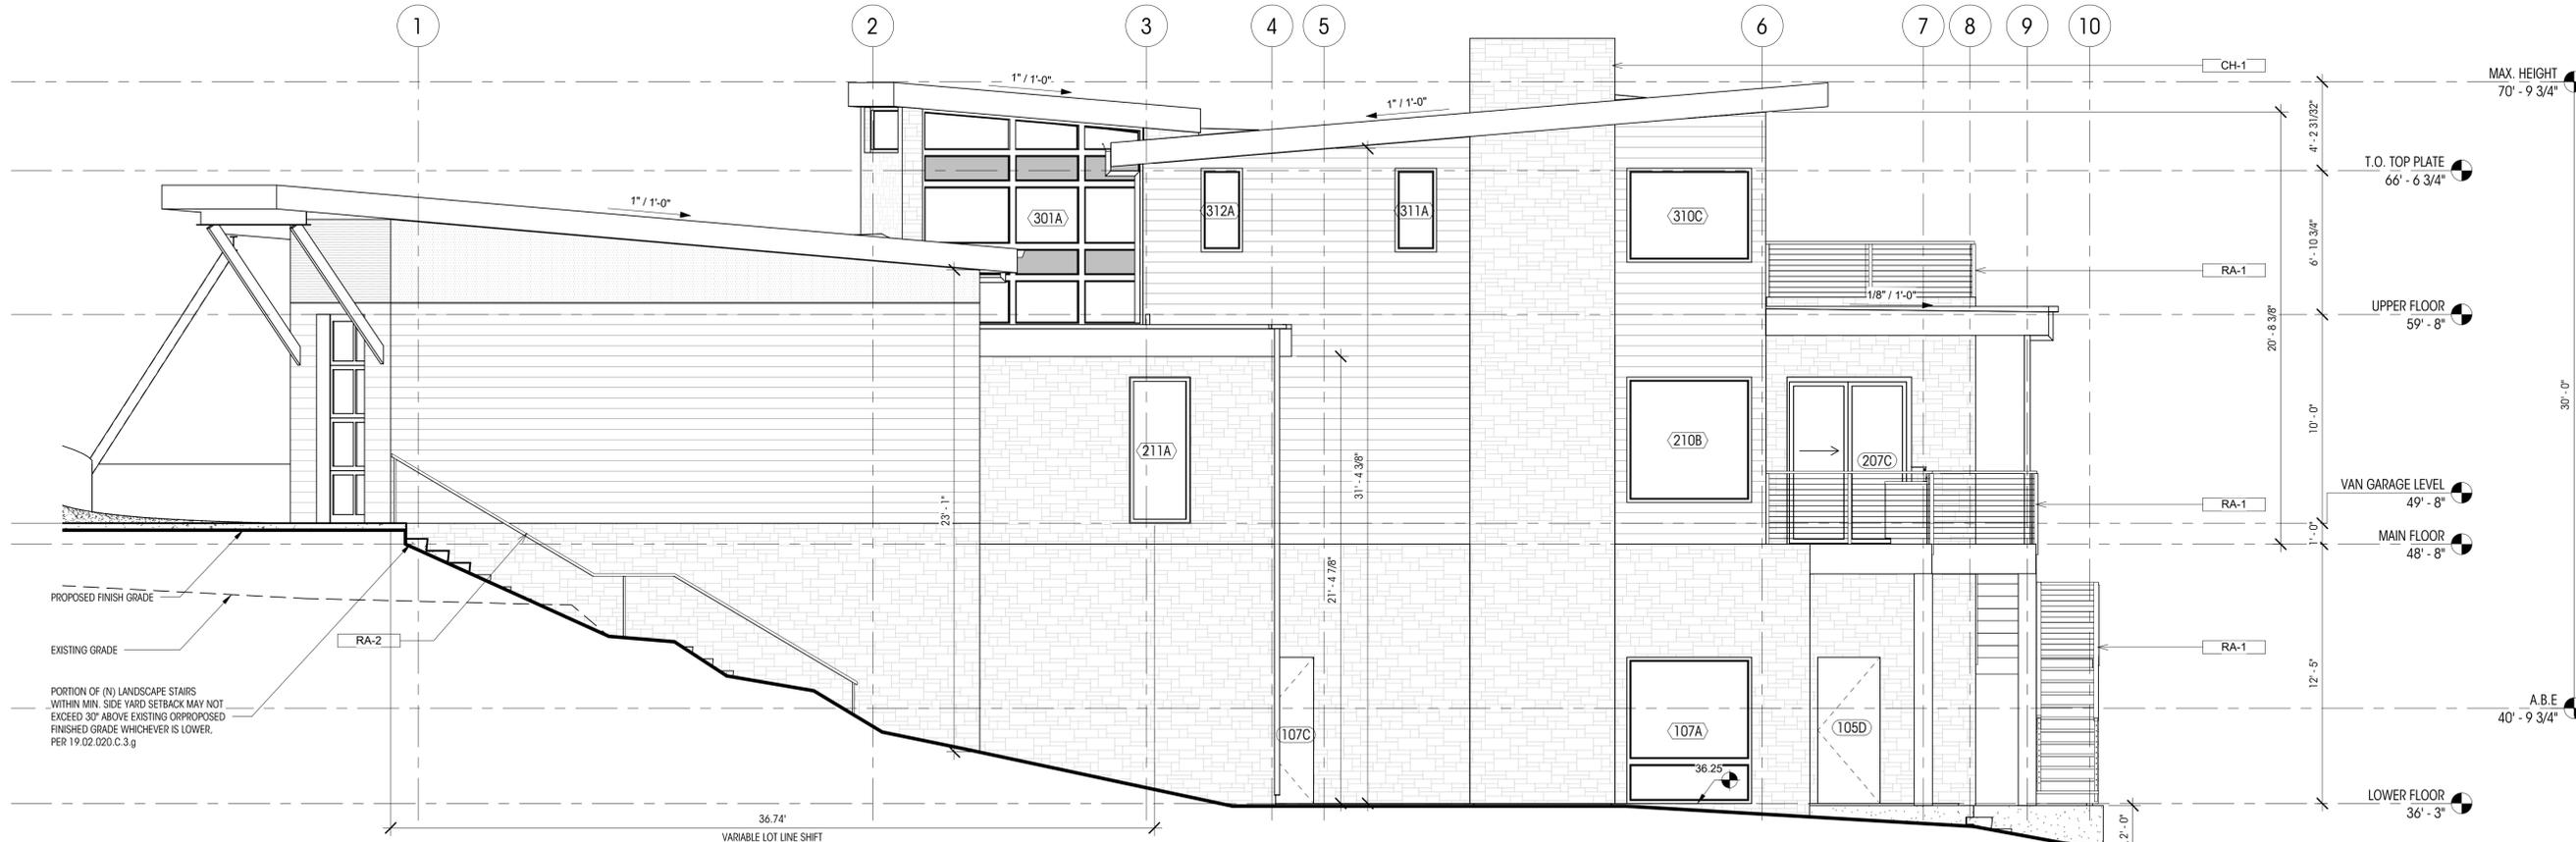 1
2
3
4
5
6
7
8
9
10
CH-1
MAX. HEIGHT
70' - 9 3/4"
1" / 1'-0"
1" / 1'-0"
4' - 2 31/32"
T.O. TOP PLATE
66' - 6 3/4"
1" / 1'-0"
301A
312A
311A
310C
6' - 10 3/4"
RA-1
1/8" / 1'-0"
UPPER FLOOR
59' - 8"
20' - 8 3/8"
30' - 0"
10' - 0"
211A
210B
207C
31' - 4 3/8"
23' - 1"
VAN GARAGE LEVEL
49' - 8"
RA-1
1' - 0"
MAIN FLOOR
48' - 8"
21' - 4 7/8"
PROPOSED FINISH GRADE
RA-2
EXISTING GRADE
RA-1
12' - 5"
PORTION OF (N) LANDSCAPE STAIRS
WITHIN MIN. SIDE YARD SETBACK MAY NOT
EXCEED 30" ABOVE EXISTING ORPROPOSED
FINISHED GRADE WHICHEVER IS LOWER,
PER 19.02.020.C.3.g
A.B.E
40' - 9 3/4"
107C
107A
105D
36.25
LOWER FLOOR
36' - 3"
36.74'
VARIABLE LOT LINE SHIFT
2' - 0"